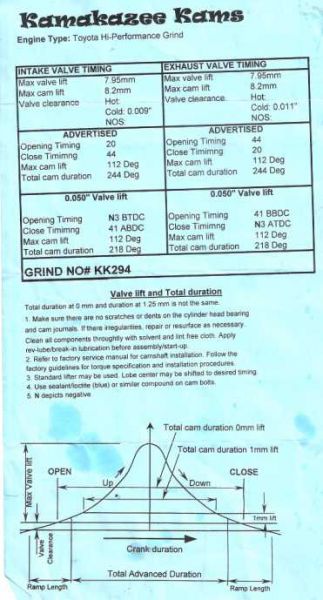 Kamakazee Kams
Engine Type: Toyota Hi-Performance Grind
INTAKE VALVE TIMING
Max valve lift 7.95mm
Max cam lift 8.2mm
Valve clearance Hot:
Cold: 0.009"
NOS:
ADVERTISED
Opening Timing 20
Close Timimng 44
Max cam lift 112 Deg
Total cam duration 244 Deg
0.050" Valve lift
Opening Timing N3 BTDC
Close Timimng 41 ABDC
Max cam lift 112 Deg
Total cam duration 218 Deg
EXHAUST VALVE TIMING
Max valve lift 7.95mm
Max cam lift 8.2mm
Valve clearance Hot:
Cold: 0.011"
NOS:
ADVERTISED
Opening Timing 44
Close Timimng 20
Max cam lift 112 Deg
Total cam duration 244 Deg
0.050" Valve lift
Opening Timing 41 BBDC
Close Timimng N3 ATDC
Max cam lift 112 Deg
Total cam duration 218 Deg
GRIND NO# KK294
Valve lift and Total duration
Total duration at 0 mm and duration at 1.25 mm is not the same.
1. Make sure there are no scratches or dents on the cylinder head bearing
and cam journals. If there irregularities, repair or resurface as necessary.
Clean all components throughtly with solvent and lint free cloth. Apply
rev-lube/break-in lubrication before assembly/start-up.
2. Refer to factory service manual for camshaft installation. Follow the
factory guidelines for torque specification and installation procedures.
3. Standard lifter may be used. Lobe center may be shifted to desired timing.
4. Use sealant/loctite (blue) or similar compound on cam bolts.
5. N depicts negative
Total cam duration 0mm lift
Total cam duration 1mm lift
OPEN
CLOSE
Up
Down
Max Valve lift
1mm lift
Valve
Clearance
Crank duration
Total Advanced Duration
Ramp Length
Ramp Length